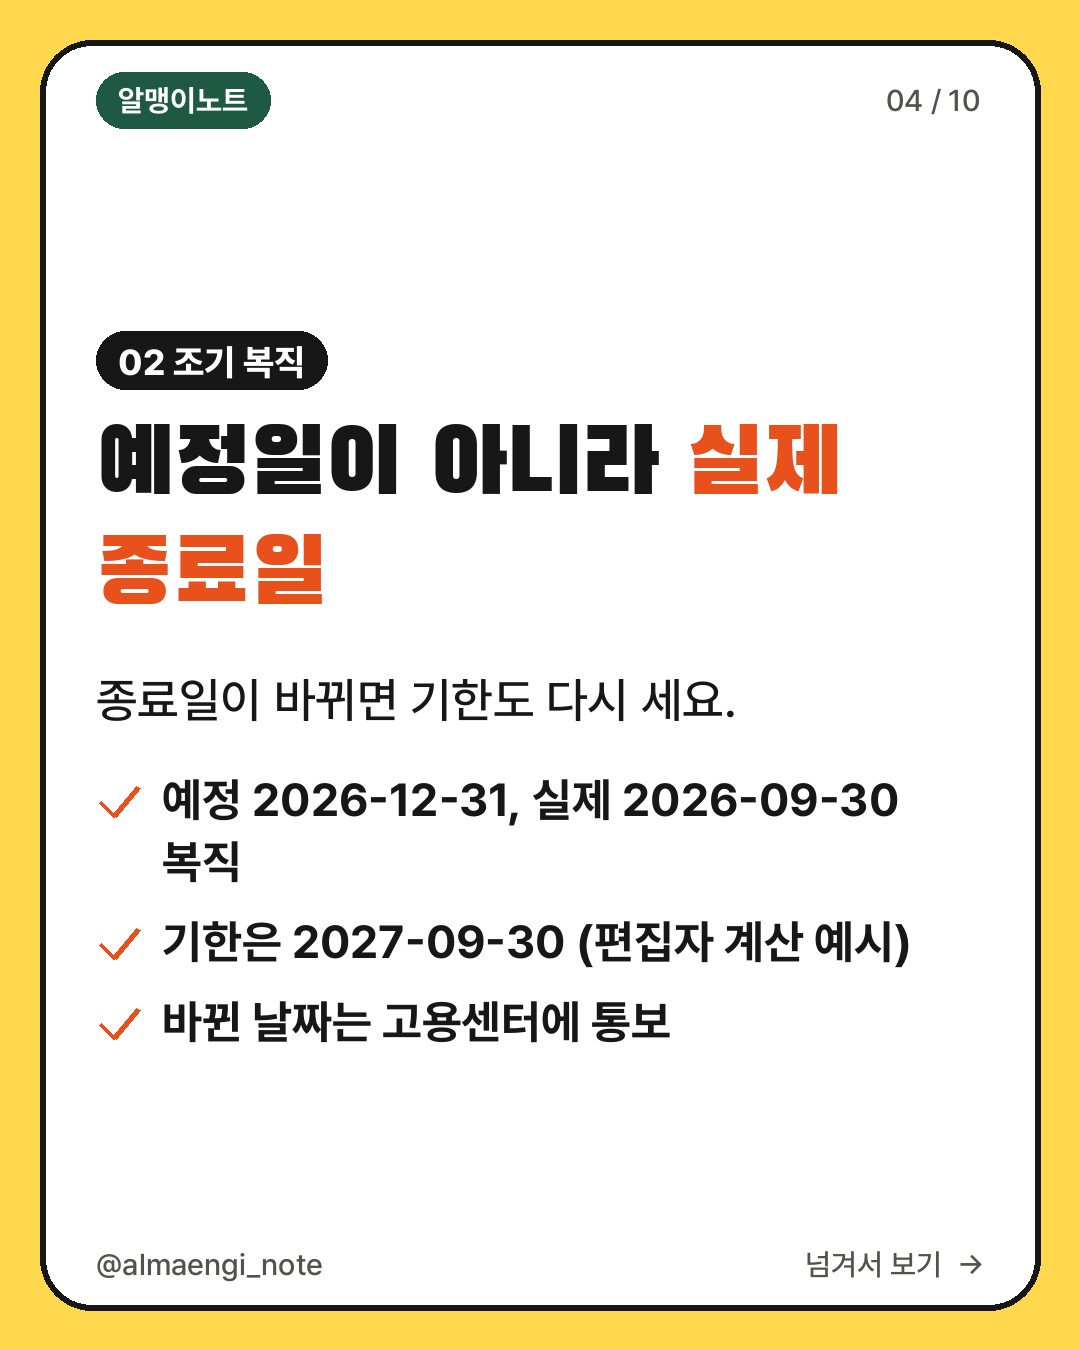 알맹이노트
04 / 10
02 조기 복직
예정일이 아니라 실제
종료일
종료일이 바뀌면 기한도 다시 세요.
예정 2026-12-31, 실제 2026-09-30
복직
기한은 2027-09-30 (편집자 계산 예시)
바뀐 날짜는 고용센터에 통보
@almaengi_note
넘겨서 보기 →